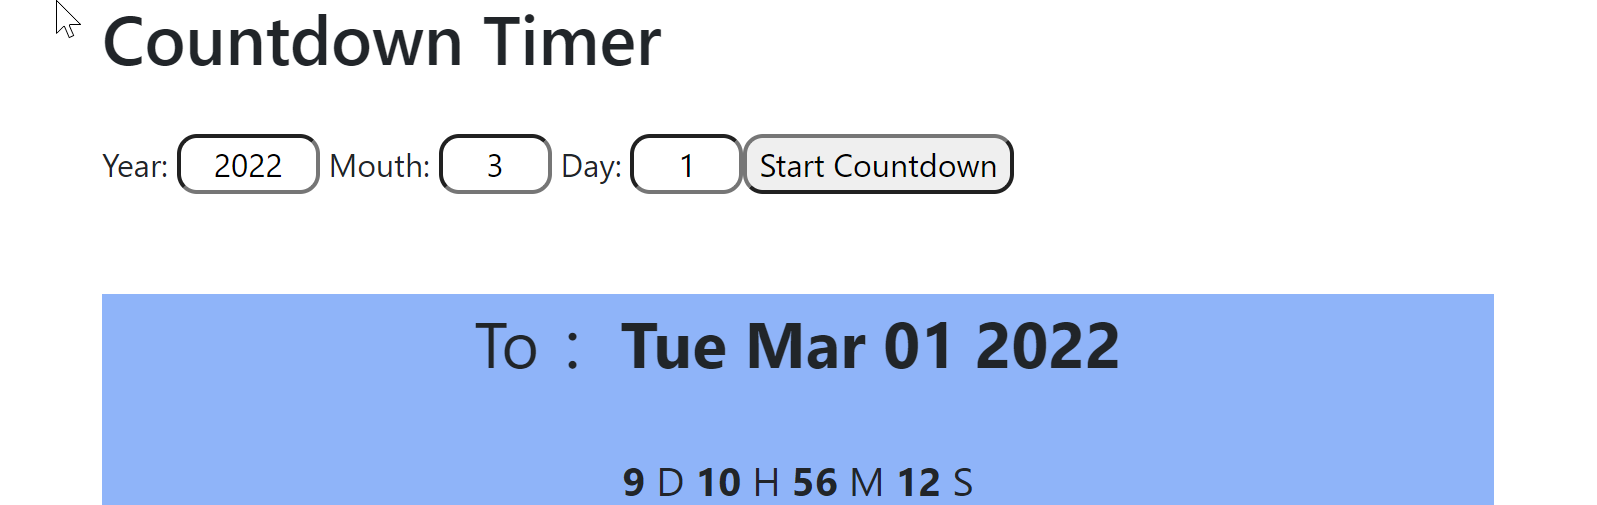 Countdown Timer
Year: 2022 Mouth: 3 Day: 1 Start Countdown
To : Tue Mar 01 2022
9 D 10 H 56 M 12 S